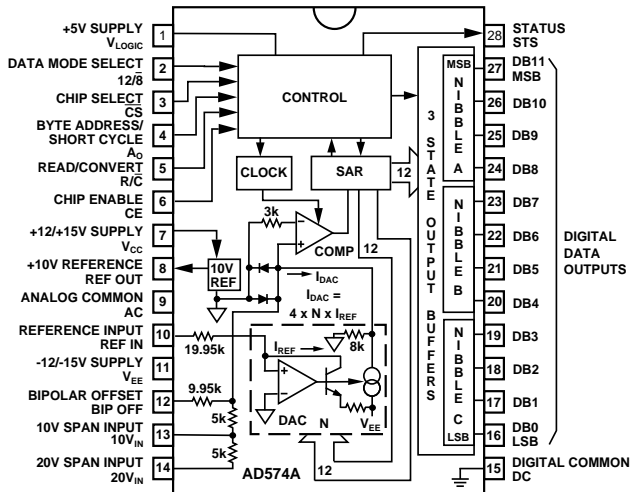 +5V SUPPLY
VLOGIC
1
DATA MODE SELECT
12/8
2
CHIP SELECT
CS
3
BYTE ADDRESS/
SHORT CYCLE
AO
4
READ/CONVERT
R/C
5
CHIP ENABLE
CE
6
+12/+15V SUPPLY
VCC
7
+10V REFERENCE
REF OUT
8
ANALOG COMMON
AC
9
REFERENCE INPUT
REF IN
10
-12/-15V SUPPLY
VEE
11
BIPOLAR OFFSET
BIP OFF
12
10V SPAN INPUT
10VIN
13
20V SPAN INPUT
20VIN
14
CONTROL
CLOCK
SAR
12
3k
COMP
12
10V
REF
IDAC
IDAC =
4 x N x IREF
19.95k
IREF
8k
9.95k
5k
5k
DAC
N
VEE
12
AD574A
3 STATE OUTPUT BUFFERS
MSB
NIBBLE A
NIBBLE B
NIBBLE C
LSB
28
STATUS
STS
27
DB11
MSB
26
DB10
25
DB9
24
DB8
23
DB7
22
DB6
21
DB5
20
DB4
19
DB3
18
DB2
17
DB1
16
DB0
LSB
15
DIGITAL COMMON
DC
DIGITAL
DATA
OUTPUTS